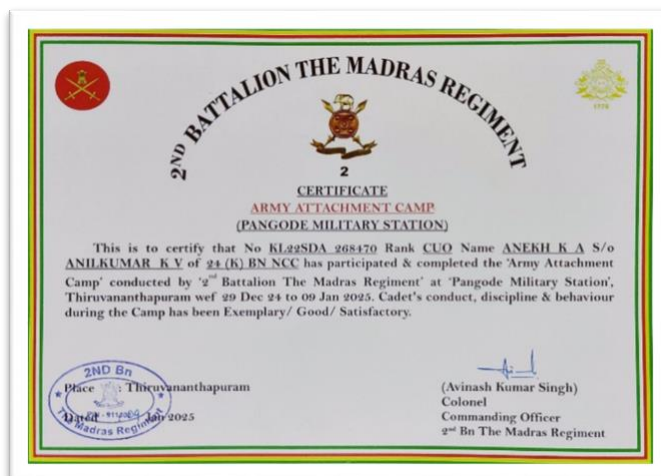 2ND BATTALION THE MADRAS REGIMENT
1776
2
CERTIFICATE
ARMY ATTACHMENT CAMP
(PANGODE MILITARY STATION)
This is to certify that No KL22SDA 268470 Rank CUO Name ANEKH K A S/o
ANILKUMAR K V of 24 (K) BN NCC has participated & completed the 'Army Attachment
Camp' conducted by '2nd Battalion The Madras Regiment' at 'Pangode Military Station',
Thiruvananthapuram wef 29 Dec 24 to 09 Jan 2025. Cadet's conduct, discipline & behaviour
during the Camp has been Exemplary/ Good/ Satisfactory.
2ND Bn
The Madras Regiment
Place : Thiruvananthapuram
Dated : 09 Jan 2025
(Avinash Kumar Singh)
Colonel
Commanding Officer
2nd Bn The Madras Regiment